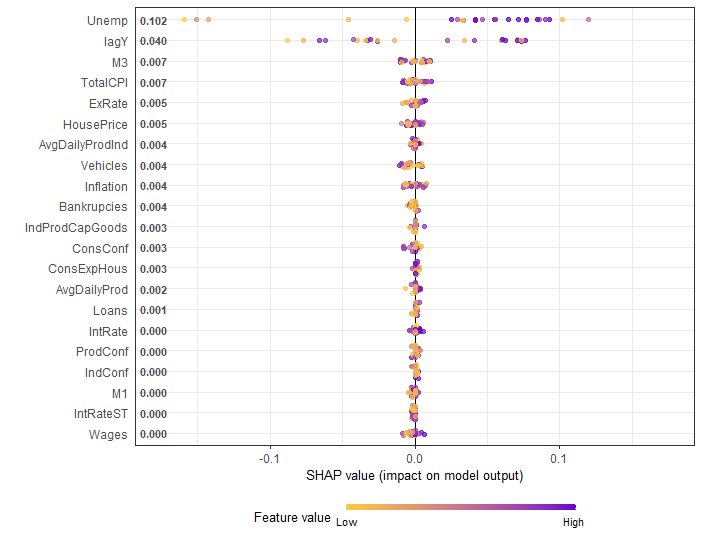 Unemp 0.102
lagY 0.040
M3 0.007
TotalCPI 0.007
ExRate 0.005
HousePrice 0.005
AvgDailyProdInd 0.004
Vehicles 0.004
Inflation 0.004
Bankrupcies 0.004
IndProdCapGoods 0.003
ConsConf 0.003
ConsExpHous 0.003
AvgDailyProd 0.002
Loans 0.001
IntRate 0.000
ProdConf 0.000
IndConf 0.000
M1 0.000
IntRateST 0.000
Wages 0.000
-0.1 0.0 0.1
SHAP value (impact on model output)
Feature value Low High